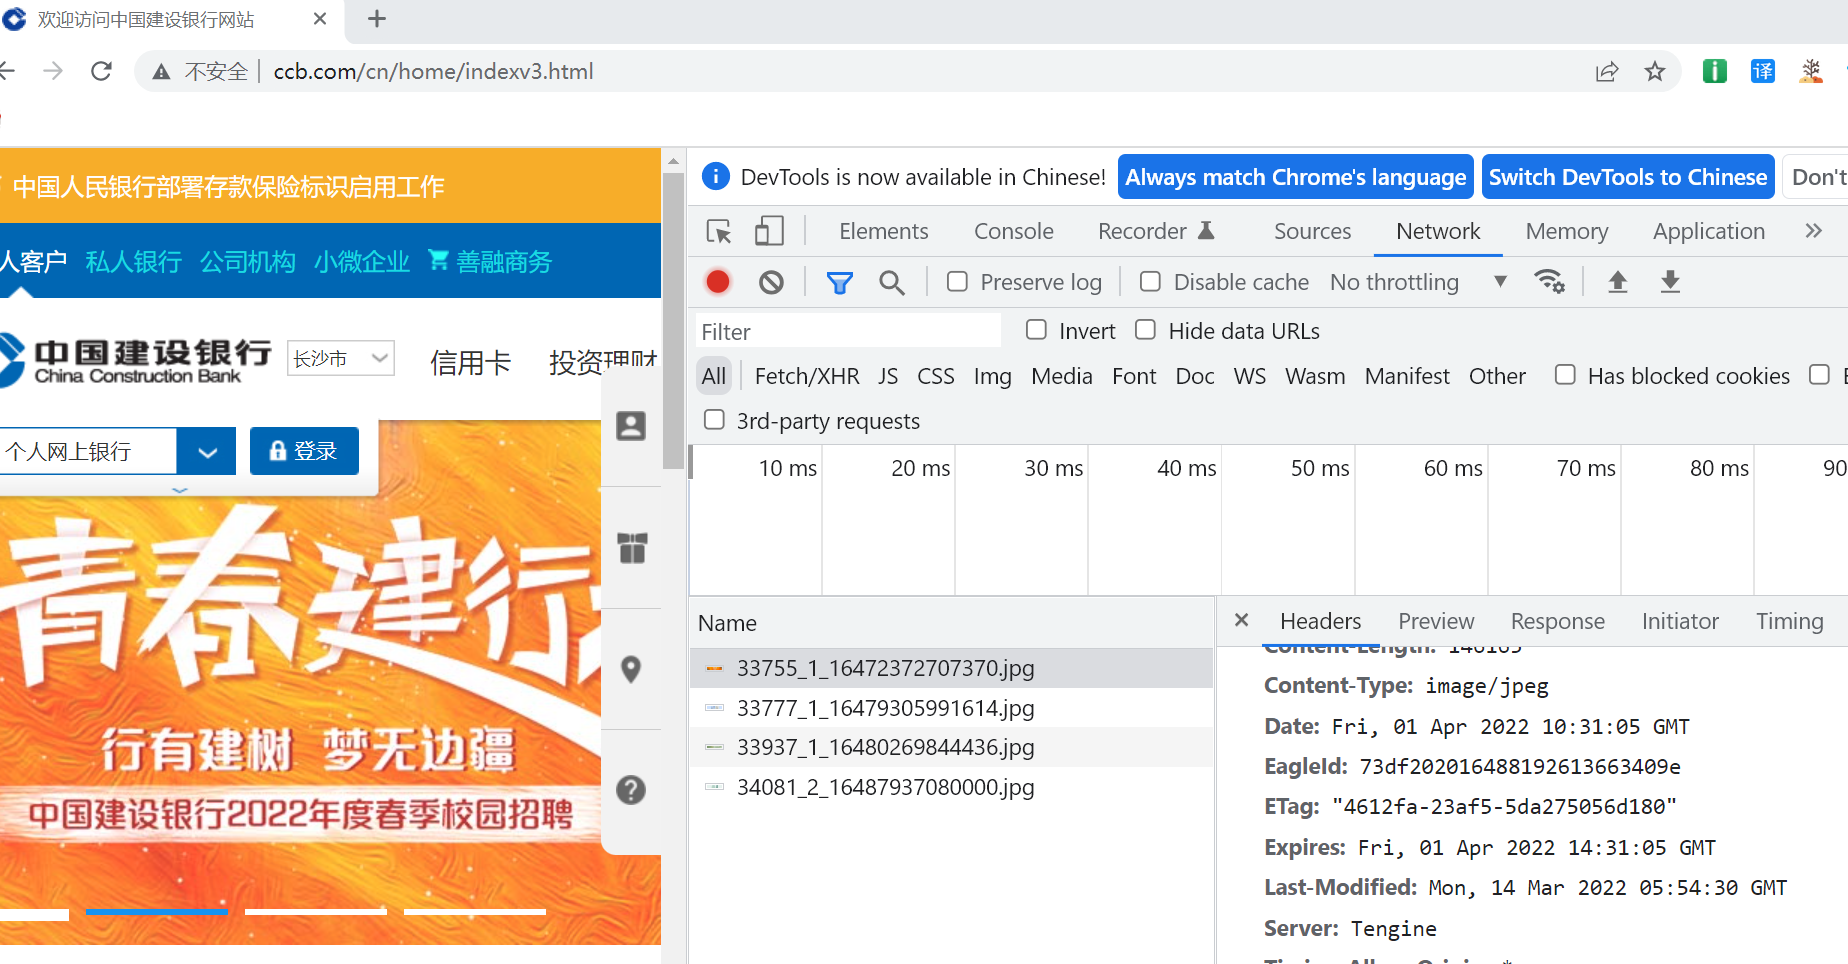 欢迎访问中国建设银行网站
不安全 ccb.com/cn/home/indexv3.html
译
中国人民银行部署存款保险标识启用工作
人客户 私人银行 公司机构 小微企业 善融商务
中国建设银行
China Construction Bank
长沙市
信用卡 投资理财
个人网上银行
登录
青春建行
行有建树 梦无边疆
中国建设银行2022年度春季校园招聘
DevTools is now available in Chinese! Always match Chrome's language Switch DevTools to Chinese Don't
Elements Console Recorder Sources Network Memory Application
Preserve log Disable cache No throttling
Filter Invert Hide data URLs
All Fetch/XHR JS CSS Img Media Font Doc WS Wasm Manifest Other Has blocked cookies
3rd-party requests
10 ms 20 ms 30 ms 40 ms 50 ms 60 ms 70 ms 80 ms 90
Name
33755_1_16472372707370.jpg
33777_1_16479305991614.jpg
33937_1_16480269844436.jpg
34081_2_16487937080000.jpg
Headers Preview Response Initiator Timing
Content-Type: image/jpeg
Date: Fri, 01 Apr 2022 10:31:05 GMT
EagleId: 73df202016488192613663409e
ETag: "4612fa-23af5-5da275056d180"
Expires: Fri, 01 Apr 2022 14:31:05 GMT
Last-Modified: Mon, 14 Mar 2022 05:54:30 GMT
Server: Tengine